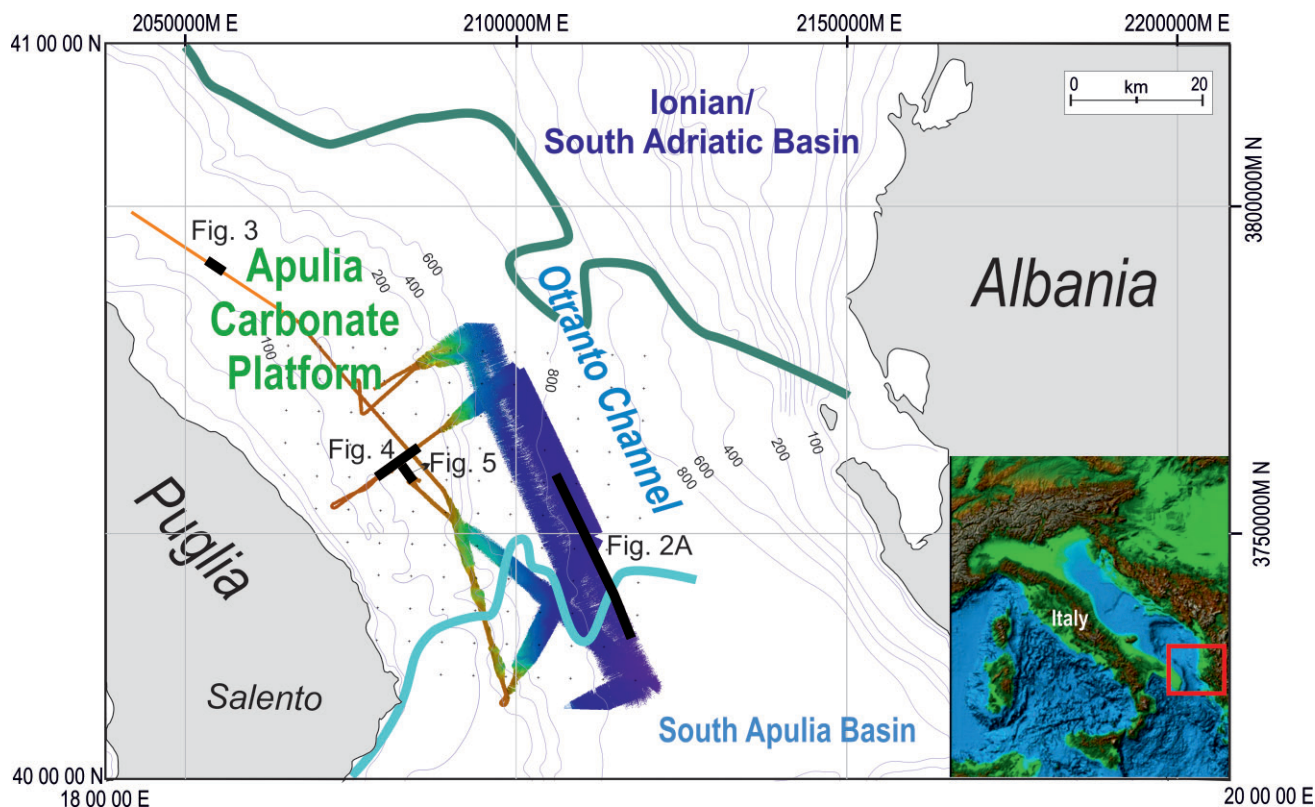 2050000M E
2100000M E
2150000M E
2200000M E
41 00 00 N
0 20
km
Ionian/
South Adriatic Basin
3800000M N
Fig. 3
Apulia
Carbonate
Platform
200
400
600
100
Otranto Channel
Albania
800
100
200
400
600
800
Fig. 4
Fig. 5
Puglia
Fig. 2A
3750000M N
Italy
Salento
South Apulia Basin
40 00 00 N
18 00 00 E
20 00 00 E